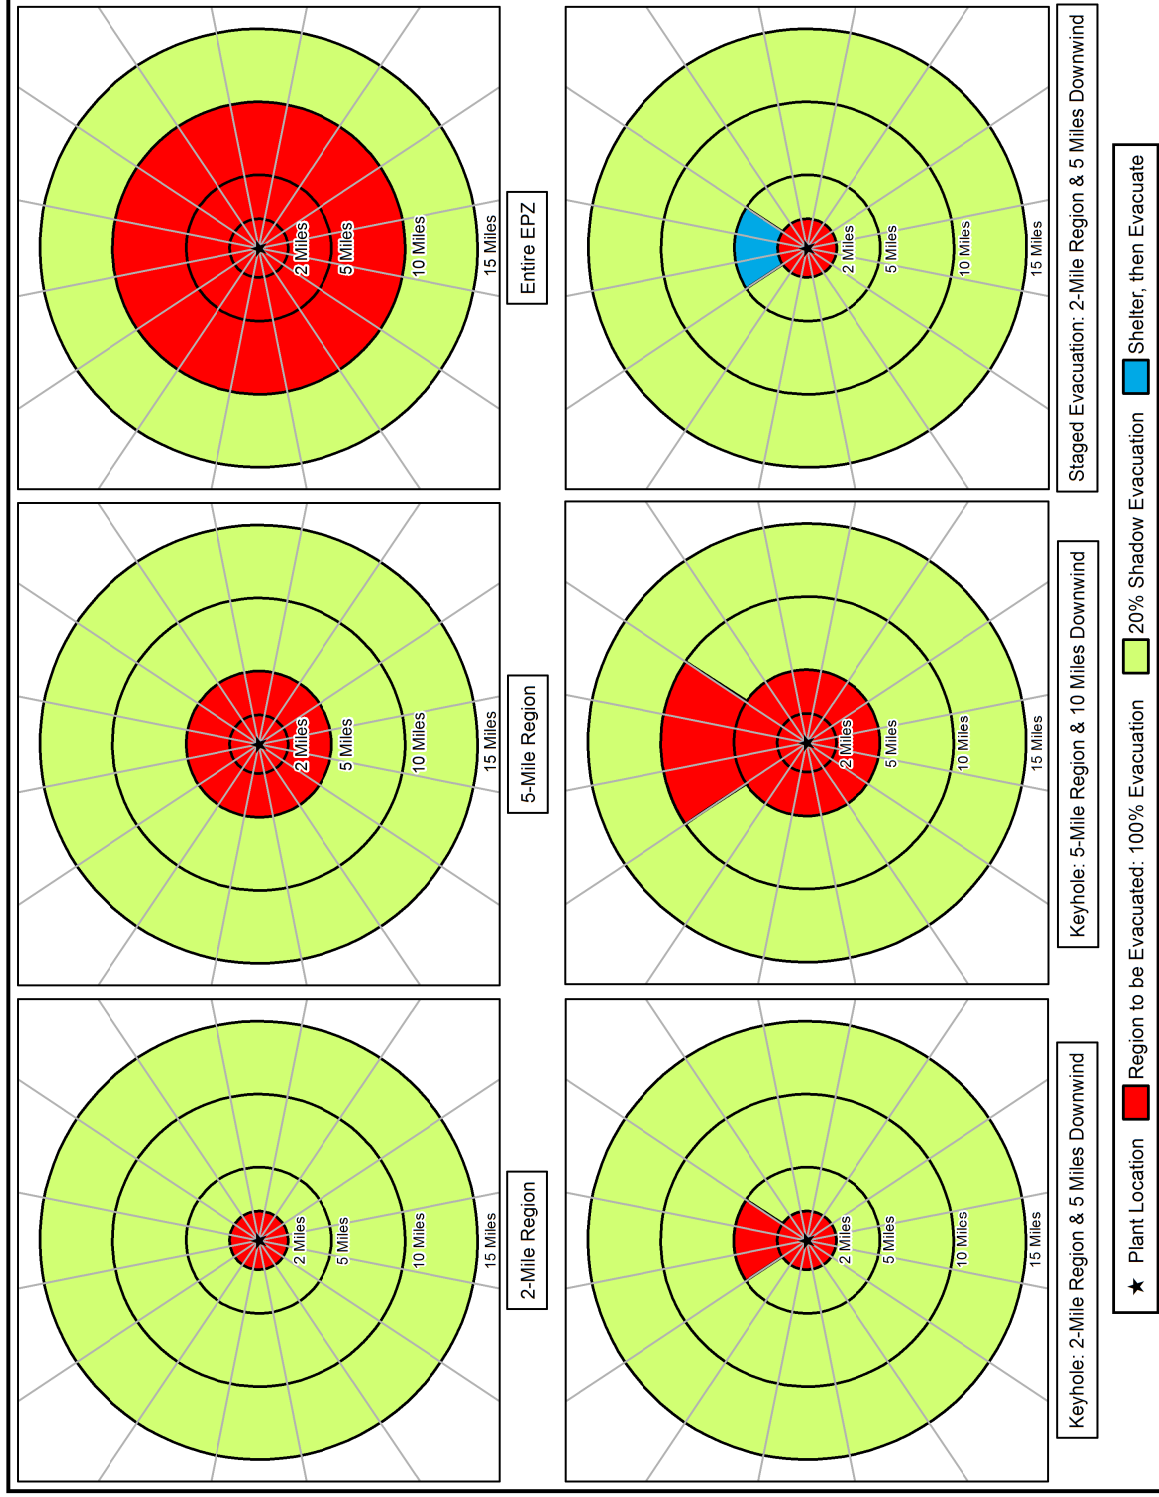 2 Miles
5 Miles
10 Miles
15 Miles
2-Mile Region
2 Miles
5 Miles
10 Miles
15 Miles
5-Mile Region
2 Miles
5 Miles
10 Miles
15 Miles
Entire EPZ
2 Miles
5 Miles
10 Miles
15 Miles
Keyhole: 2-Mile Region & 5 Miles Downwind
2 Miles
5 Miles
10 Miles
15 Miles
Keyhole: 5-Mile Region & 10 Miles Downwind
2 Miles
5 Miles
10 Miles
15 Miles
Staged Evacuation: 2-Mile Region & 5 Miles Downwind
★ Plant Location Region to be Evacuated: 100% Evacuation 20% Shadow Evacuation Shelter, then Evacuate